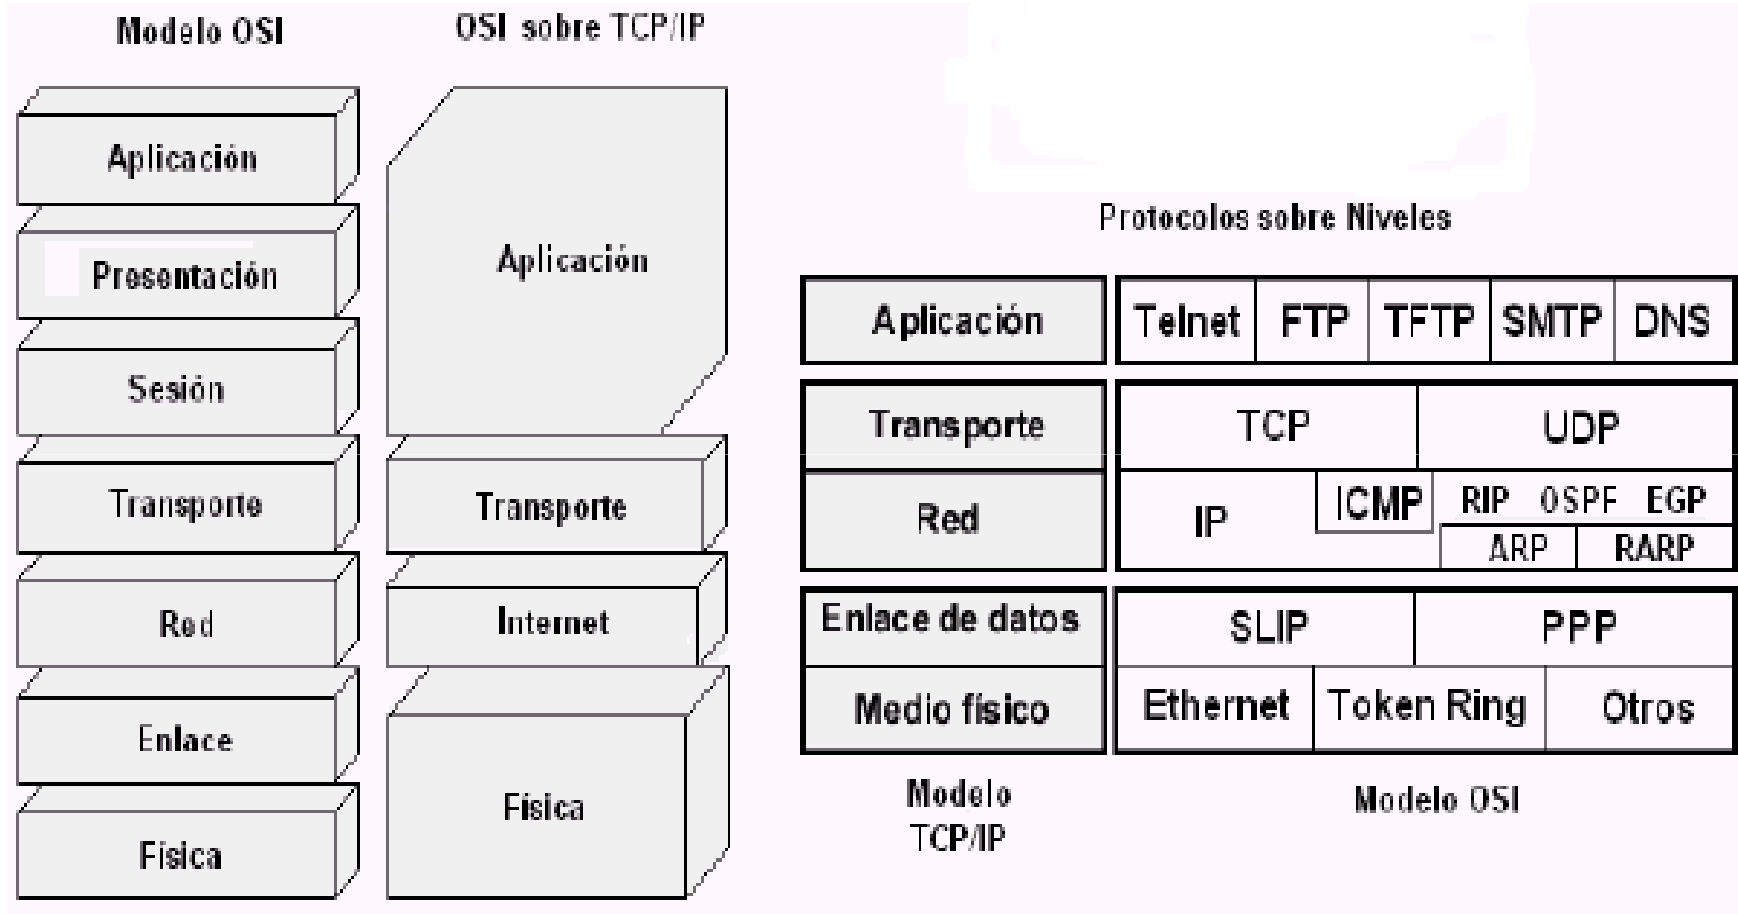 Modelo OSI
Aplicación
Presentación
Sesión
Transporte
Red
Enlace
Física
OSI sobre TCP/IP
Aplicación
Transporte
Internet
Física
Protocolos sobre Niveles
Aplicación Telnet FTP TFTP SMTP DNS
Transporte TCP UDP
Red IP ICMP RIP OSPF EGP
ARP RARP
Enlace de datos SLIP PPP
Medio físico Ethernet Token Ring Otros
Modelo
TCP/IP
Modelo OSI